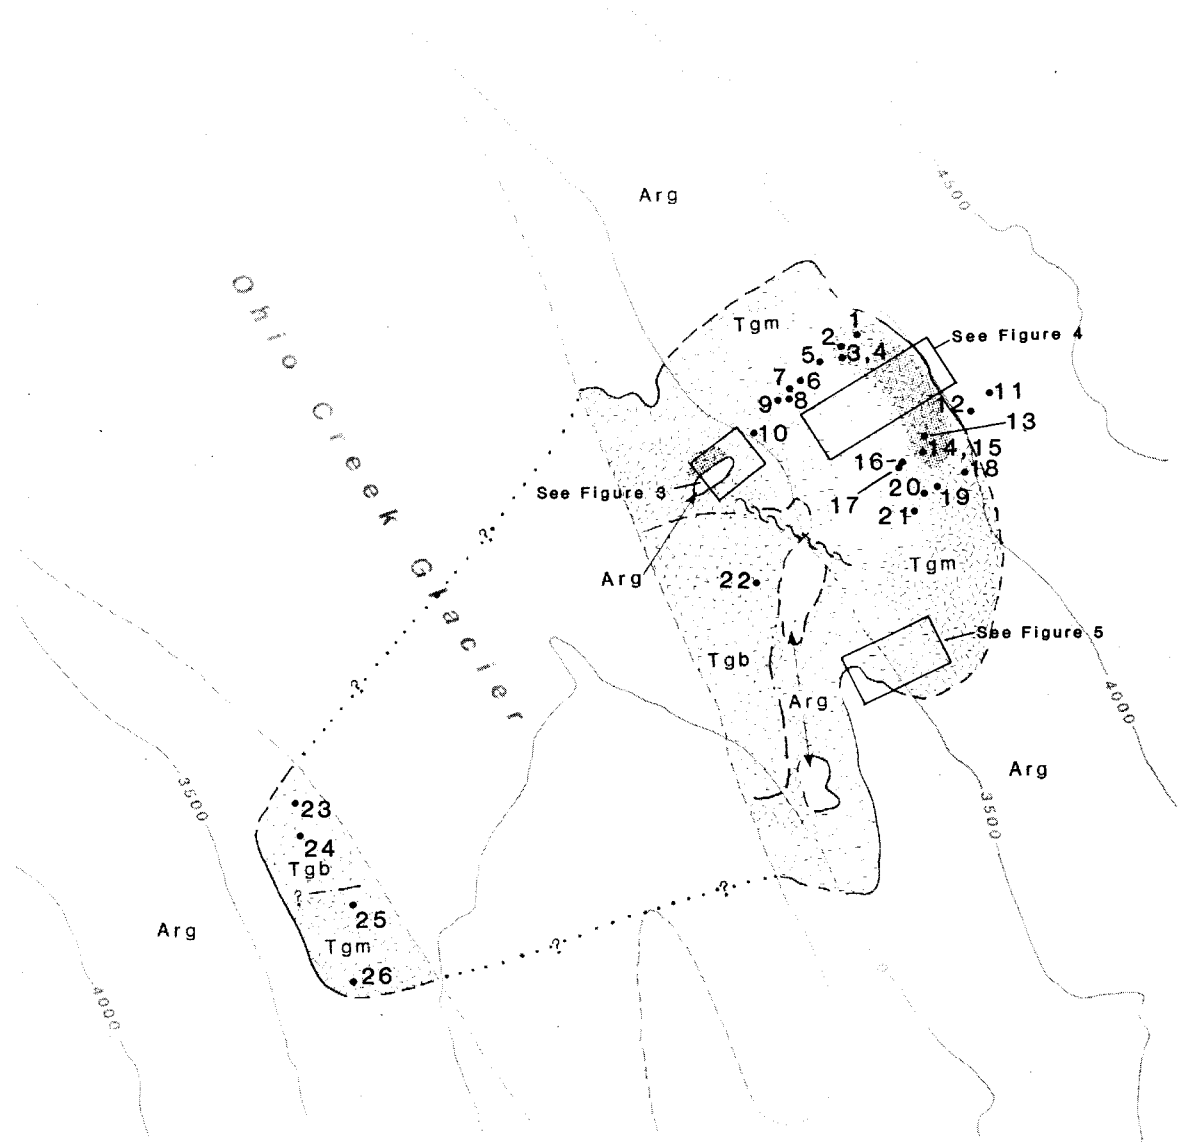 Arg
4500
Ohio Creek Glacier
Tgm
1
2
3,4
See Figure 4
5
7
6
8
9
11
12
10
13
14,15
16
18
See Figure 3
17
20
19
21
Arg
22
Tgm
See Figure 5
Tgb
Arg
4000
Arg
3500
3500
23
24
Tgb
?
25
Arg
Tgm
26
4000
?
?
?
?